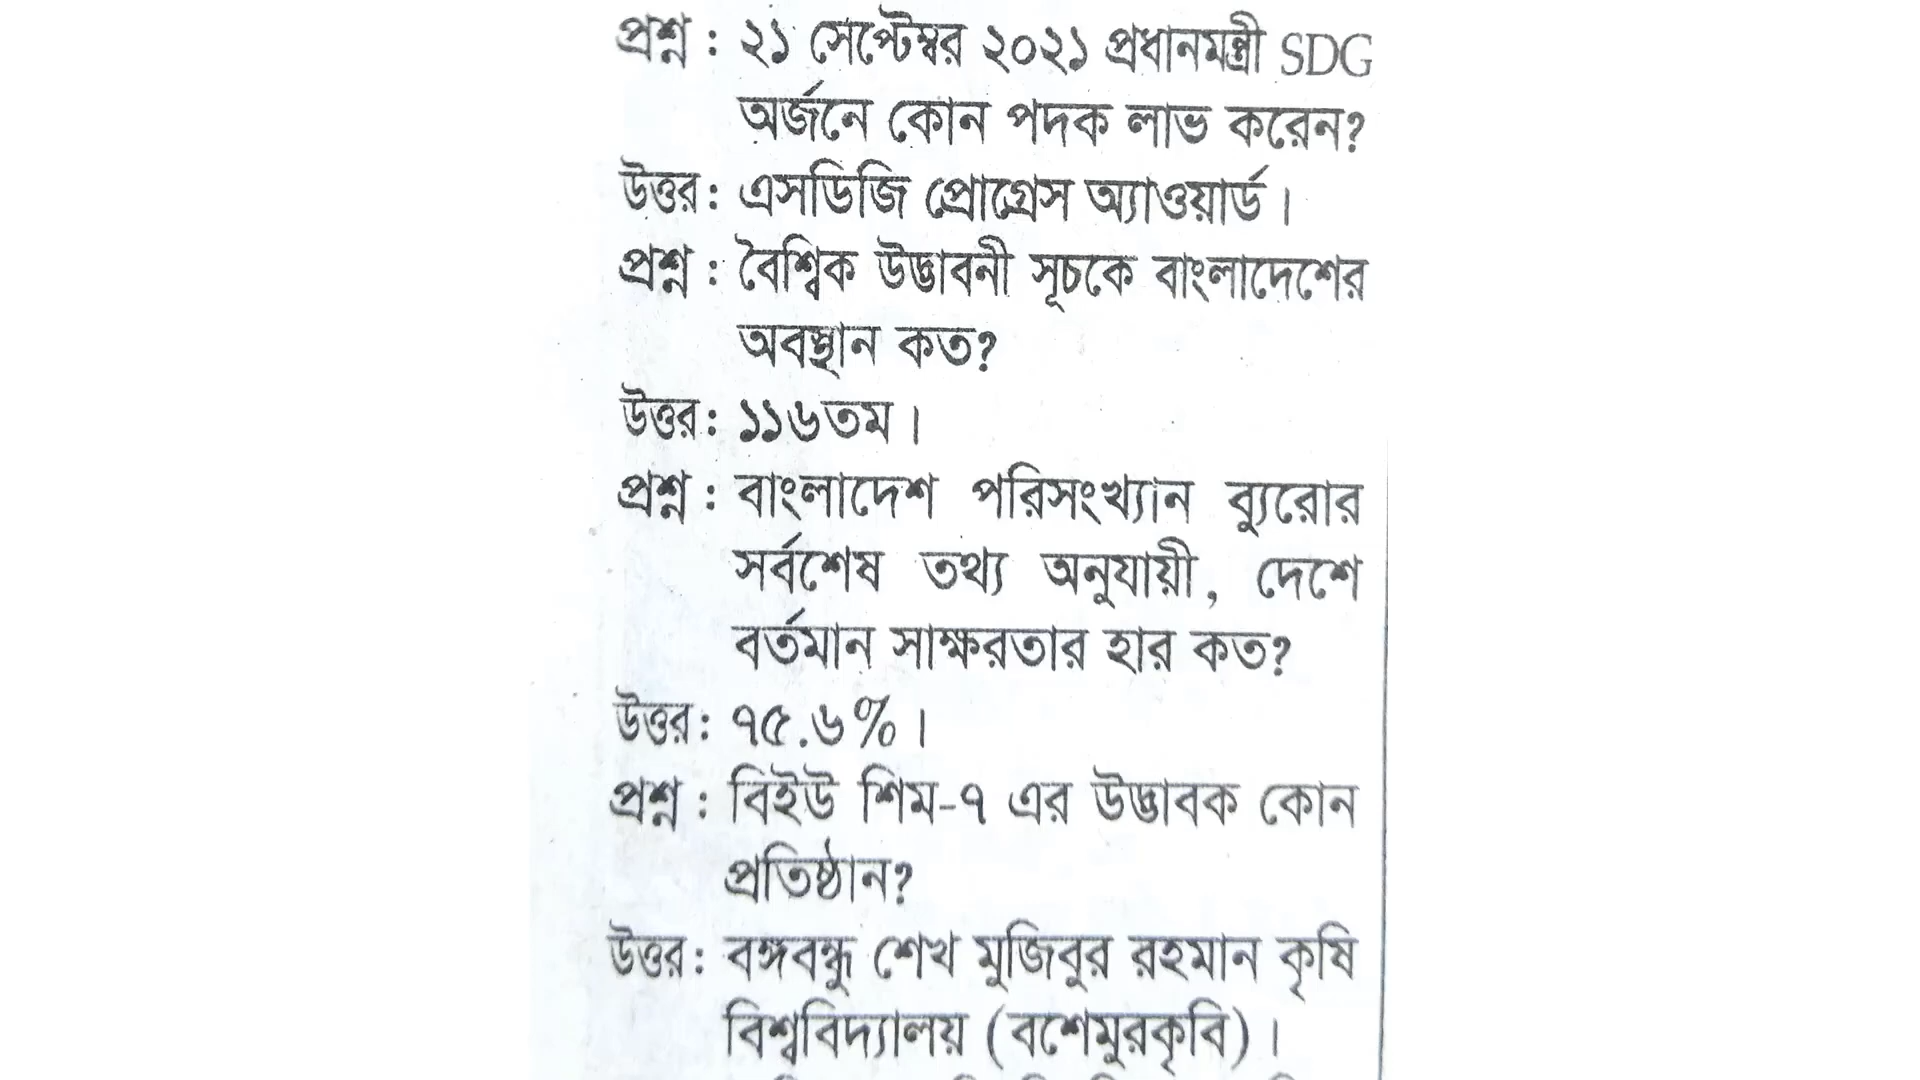 প্রশ্ন : ২১ সেপ্টেম্বর ২০২১ প্রধানমন্ত্রী SDG
অর্জনে কোন পদক লাভ করেন?
উত্তর: এসডিজি প্রোগ্রেস অ্যাওয়ার্ড।
প্রশ্ন : বৈশ্বিক উদ্ভাবনী সূচকে বাংলাদেশের
অবস্থান কত?
উত্তর: ১১৬তম।
প্রশ্ন : বাংলাদেশ পরিসংখ্যান ব্যুরোর
সর্বশেষ তথ্য অনুযায়ী, দেশে
বর্তমান সাক্ষরতার হার কত?
উত্তর: ৭৫.৬%।
প্রশ্ন : বিইউ শিম-৭ এর উদ্ভাবক কোন
প্রতিষ্ঠান?
উত্তর: বঙ্গবন্ধু শেখ মুজিবুর রহমান কৃষি
বিশ্ববিদ্যালয় (বশেমুরকৃবি)।